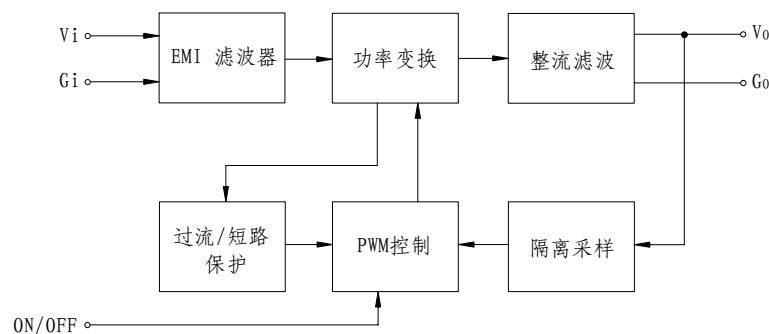 Vi
EMI 滤波器
功率变换
整流滤波
V0
Gi
G0
过流/短路
保护
PWM控制
隔离采样
ON/OFF